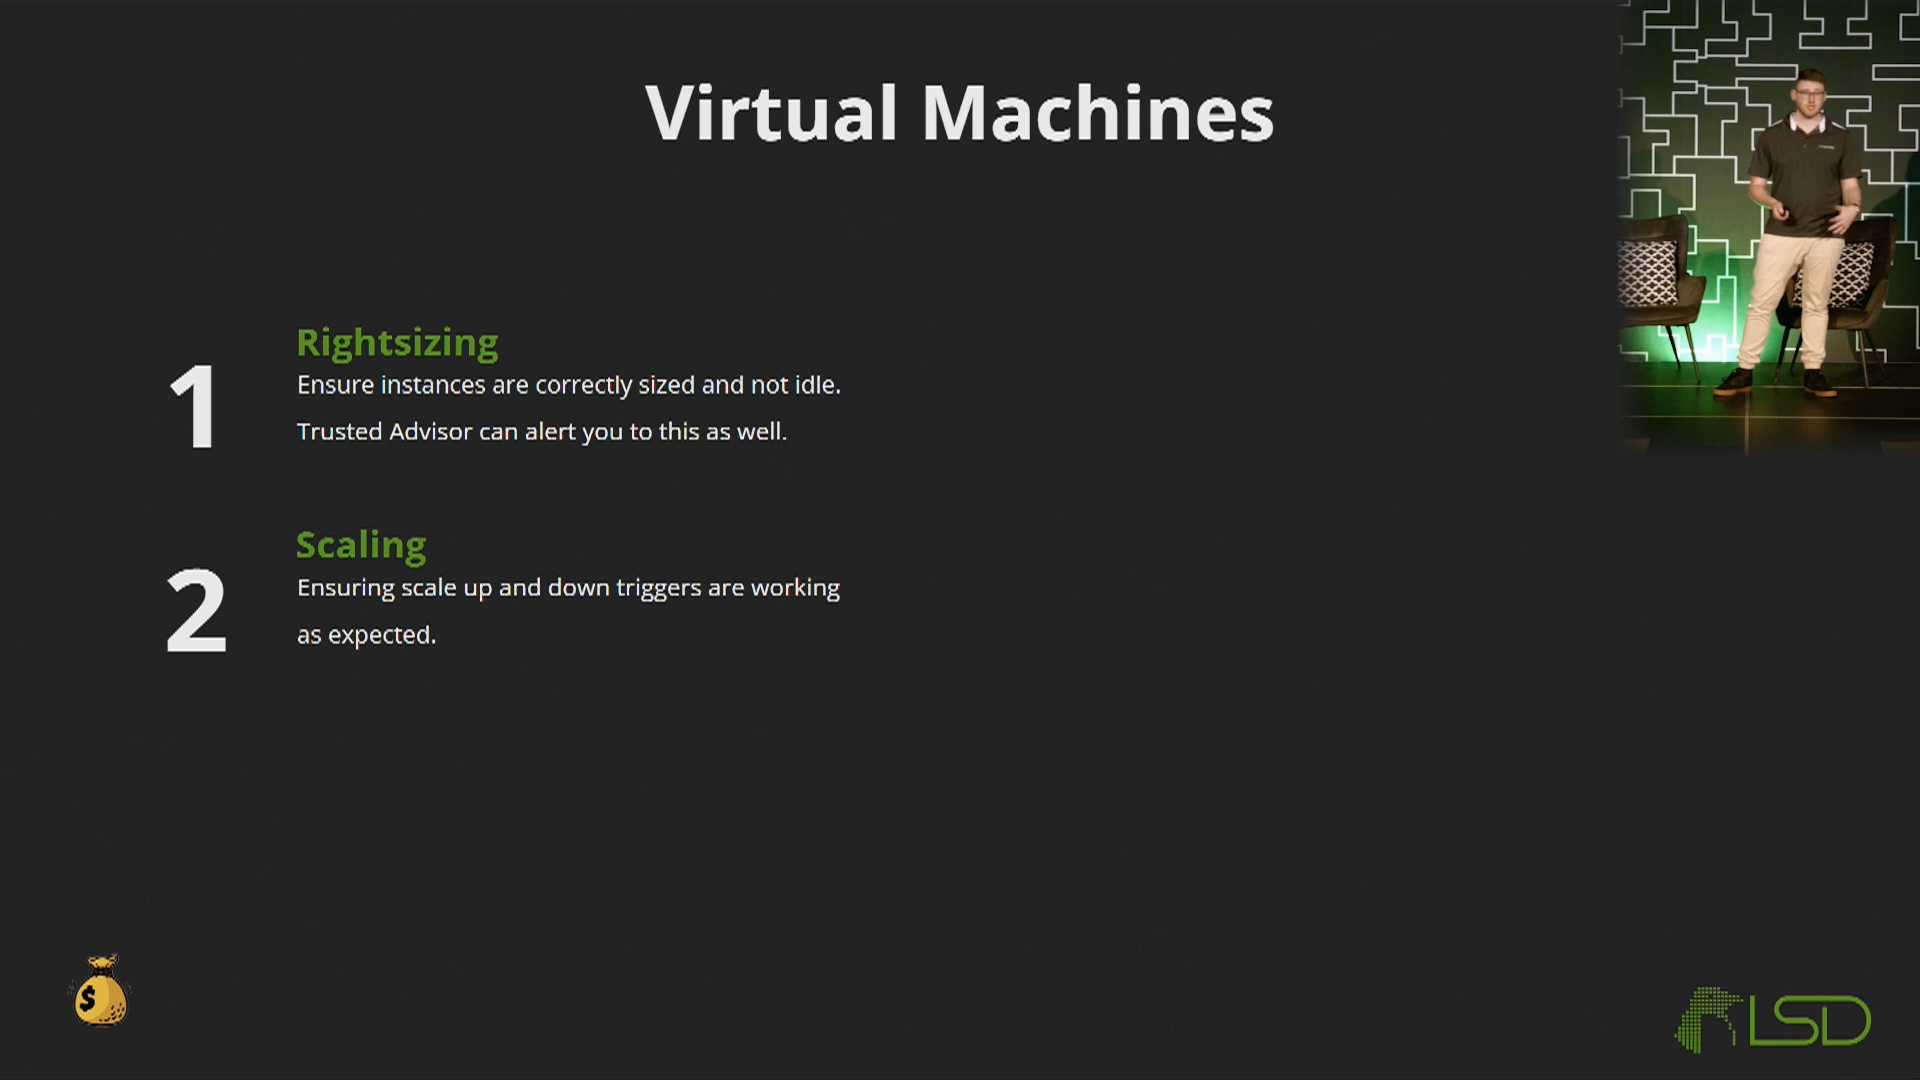 Virtual Machines
1
Rightsizing
Ensure instances are correctly sized and not idle.
Trusted Advisor can alert you to this as well.
2
Scaling
Ensuring scale up and down triggers are working
as expected.
$
LSD